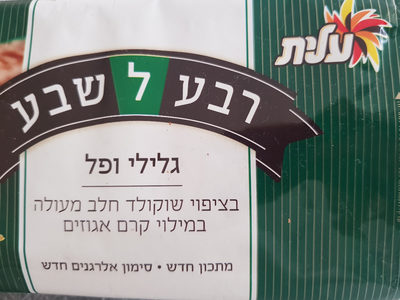 עלית
רבע ל שבע
גלילי ופל
בציפוי שוקולד חלב מעולה
במילוי קרם אגוזים
מתכון חדש • סימון אלרגנים חדש